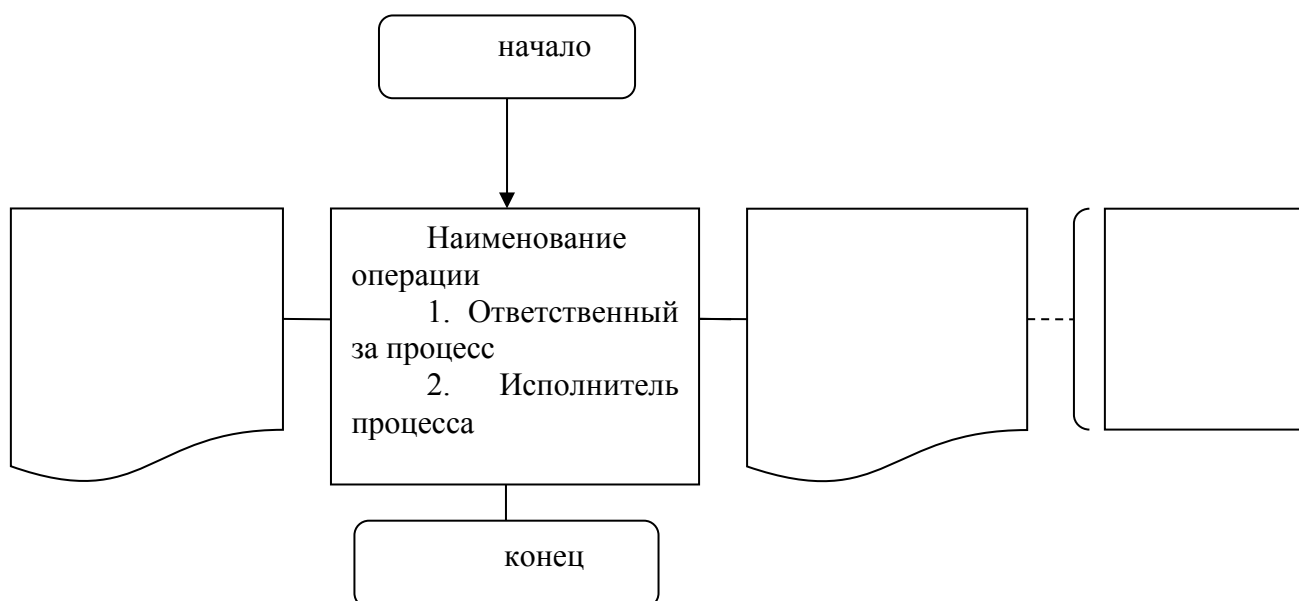 начало
Наименование
операции
1. Ответственный
за процесс
2. Исполнитель
процесса
конец